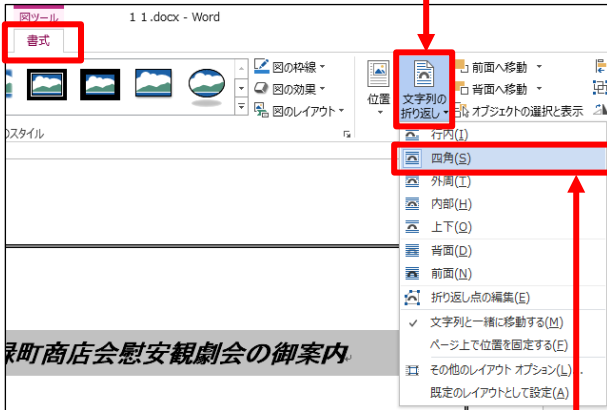 図ツール
1 1.docx - Word
書式
図の枠線
図の効果
図のレイアウト
位置
文字列の
折り返し
前面へ移動
背面へ移動
オブジェクトの選択と表示
のスタイル
行内(I)
四角(S)
外周(T)
内部(H)
上下(O)
背面(D)
前面(N)
折り返し点の編集(E)
文字列と一緒に移動する(M)
ページ上で位置を固定する(F)
その他のレイアウト オプション(L)...
既定のレイアウトとして設定(A)
町商店会慰安観劇会の御案内